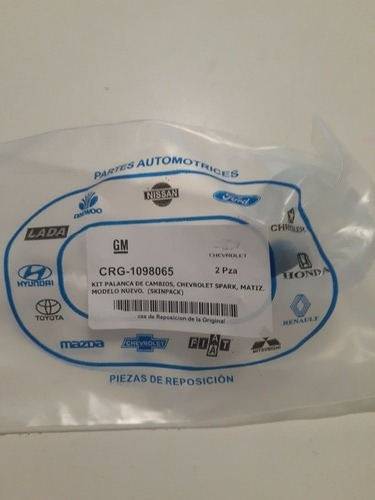 PARTES AUTOMOTRICES
NISSAN
Ford
DAEWOO
CHRYSLER
LADA
GM
CHEVROLET
CRG-1098065
2 Pza
HYUNDAI
HONDA
KIT PALANCA DE CAMBIOS, CHEVROLET SPARK, MATIZ.
MODELO NUEVO. (SKINPACK)
TOYOTA
RENAULT
zas de Reposicion de la Original
mazda
CHEVROLET
FIAT
MITSUBISHI
PIEZAS DE REPOSICIÓN